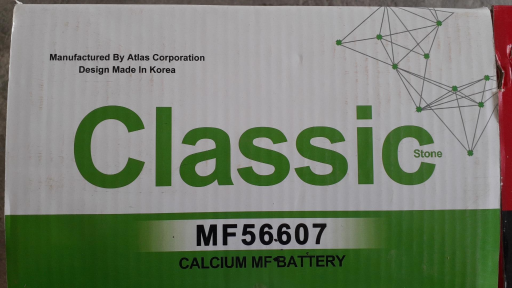 Manufactured By Atlas Corporation
Design Made In Korea
Classic
Stone
MF56607
CALCIUM MF BATTERY